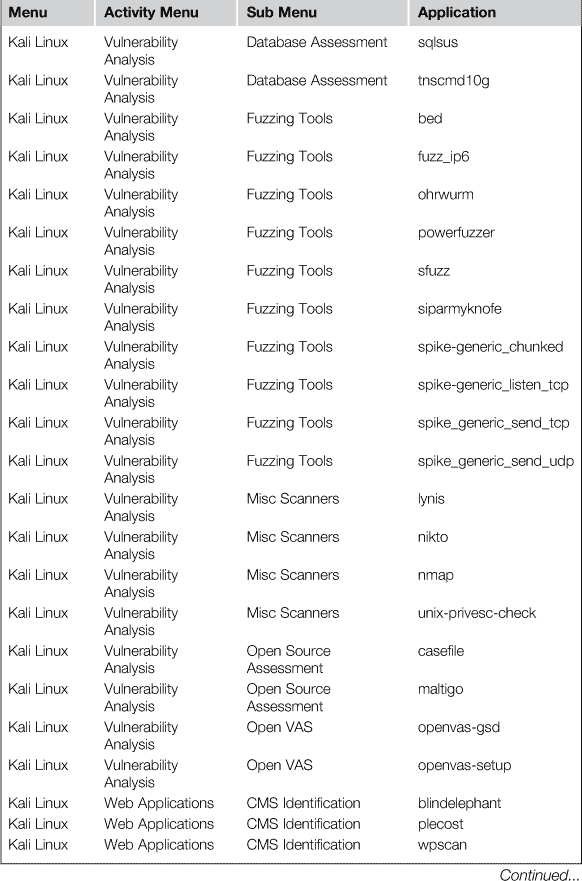 Menu Activity Menu Sub Menu Application
Kali Linux Vulnerability Analysis Database Assessment sqlsus
Kali Linux Vulnerability Analysis Database Assessment tnscmd10g
Kali Linux Vulnerability Analysis Fuzzing Tools bed
Kali Linux Vulnerability Analysis Fuzzing Tools fuzz_ip6
Kali Linux Vulnerability Analysis Fuzzing Tools ohrwurm
Kali Linux Vulnerability Analysis Fuzzing Tools powerfuzzer
Kali Linux Vulnerability Analysis Fuzzing Tools sfuzz
Kali Linux Vulnerability Analysis Fuzzing Tools siparmyknofe
Kali Linux Vulnerability Analysis Fuzzing Tools spike-generic_chunked
Kali Linux Vulnerability Analysis Fuzzing Tools spike-generic_listen_tcp
Kali Linux Vulnerability Analysis Fuzzing Tools spike_generic_send_tcp
Kali Linux Vulnerability Analysis Fuzzing Tools spike_generic_send_udp
Kali Linux Vulnerability Analysis Misc Scanners lynis
Kali Linux Vulnerability Analysis Misc Scanners nikto
Kali Linux Vulnerability Analysis Misc Scanners nmap
Kali Linux Vulnerability Analysis Misc Scanners unix-privesc-check
Kali Linux Vulnerability Analysis Open Source Assessment casefile
Kali Linux Vulnerability Analysis Open Source Assessment maltigo
Kali Linux Vulnerability Analysis Open VAS openvas-gsd
Kali Linux Vulnerability Analysis Open VAS openvas-setup
Kali Linux Web Applications CMS Identification blindelephant
Kali Linux Web Applications CMS Identification plecost
Kali Linux Web Applications CMS Identification wpscan
Continued...